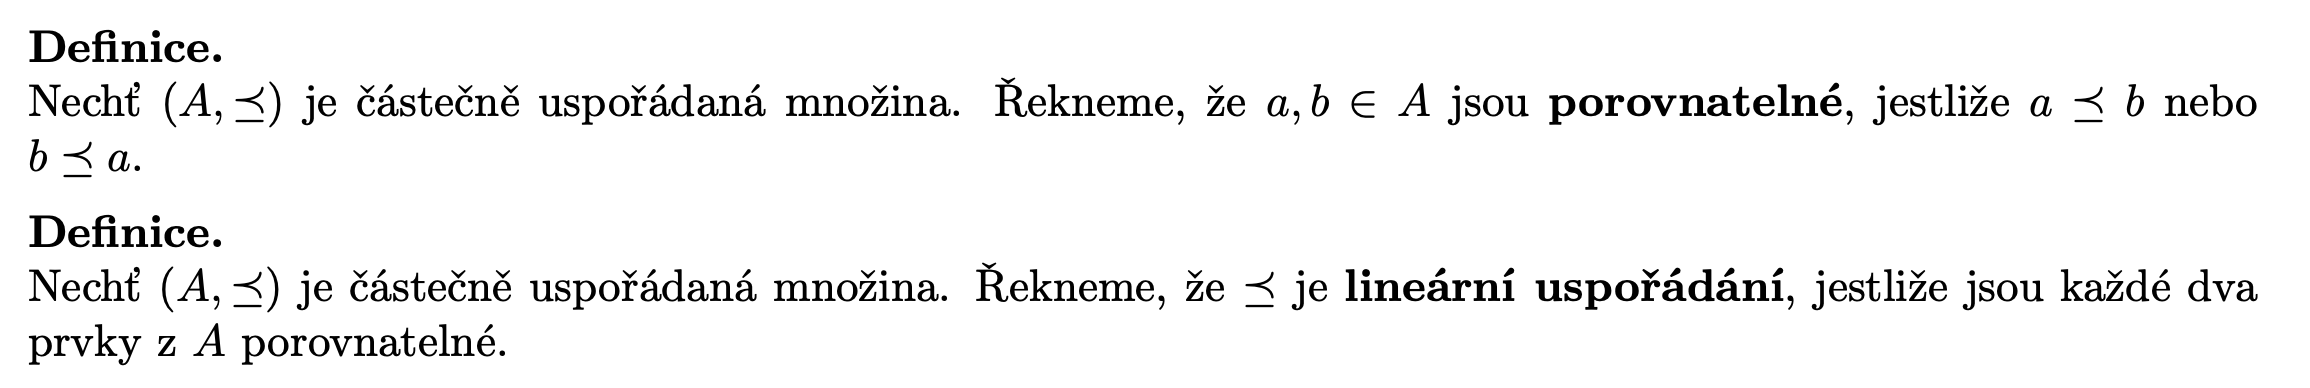 Definice.
Nechť (A, ⪯) je částečně uspořádaná množina. Řekneme, že a, b ∈ A jsou porovnatelné, jestliže a ⪯ b nebo
b ⪯ a.
Definice.
Nechť (A, ⪯) je částečně uspořádaná množina. Řekneme, že ⪯ je lineární uspořádání, jestliže jsou každé dva
prvky z A porovnatelné.